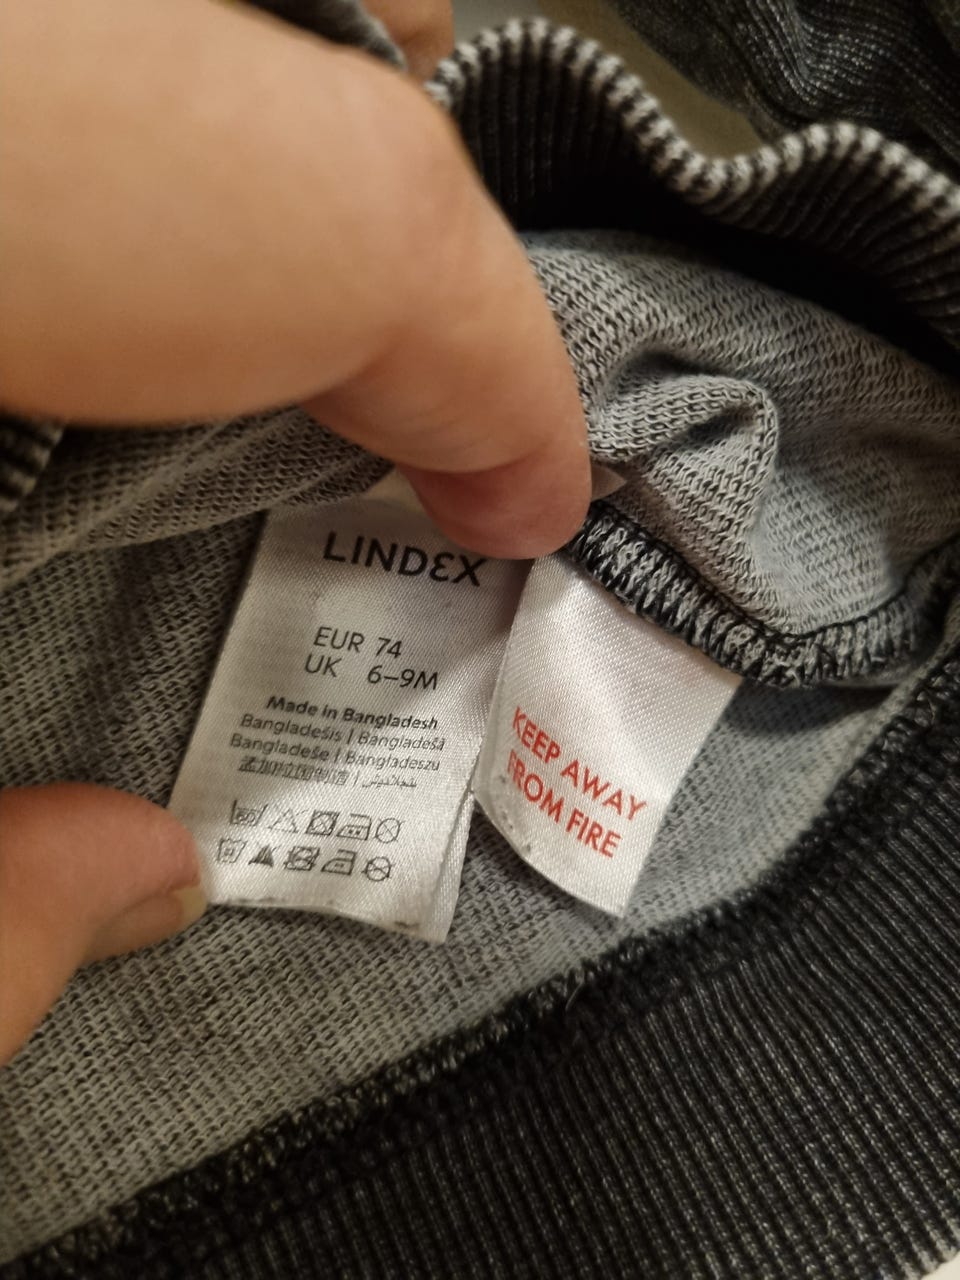 LINDEX
EUR 74
UK 6–9M
Made in Bangladesh
Bangladešis | Bangladešā
Bangladeše | Bangladeszu
KEEP AWAY
FROM FIRE